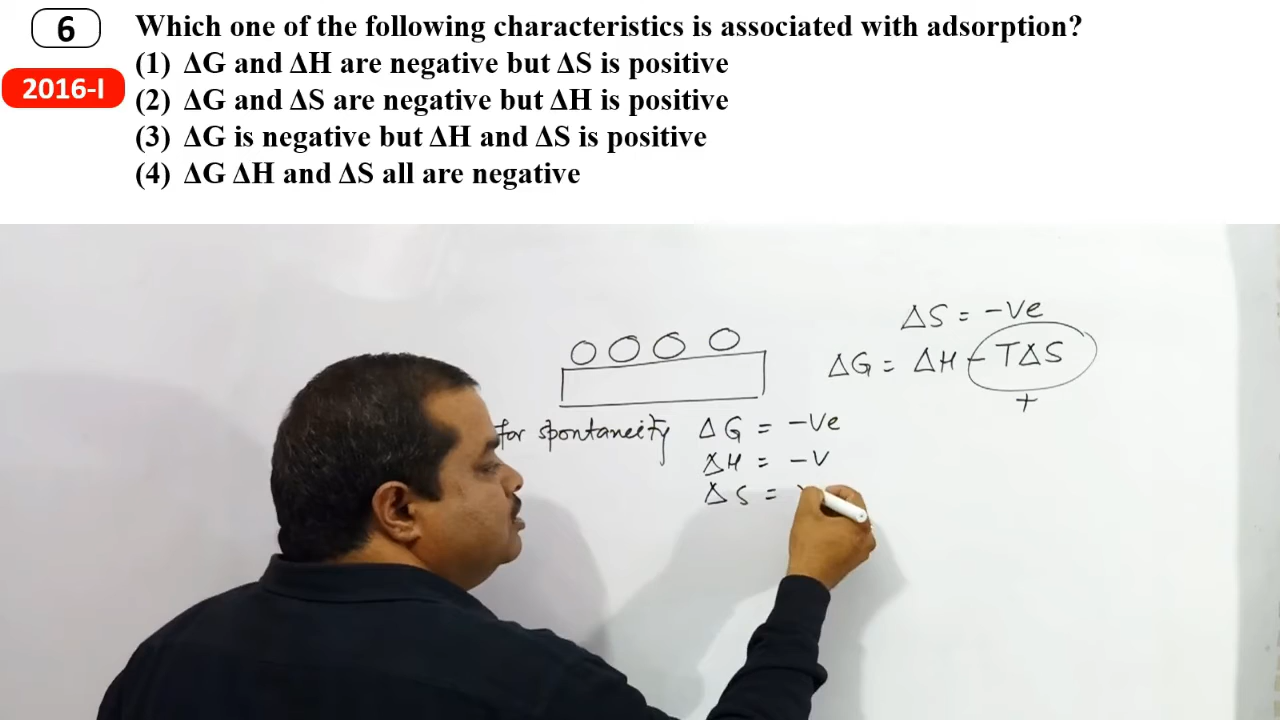 6 Which one of the following characteristics is associated with adsorption?
2016-I
(1) ΔG and ΔH are negative but ΔS is positive
(2) ΔG and ΔS are negative but ΔH is positive
(3) ΔG is negative but ΔH and ΔS is positive
(4) ΔG ΔH and ΔS all are negative
ΔS = -Ve
ΔG = ΔH - TΔS
+
for spontaneity ΔG = -Ve
ΔH = -V
ΔS =